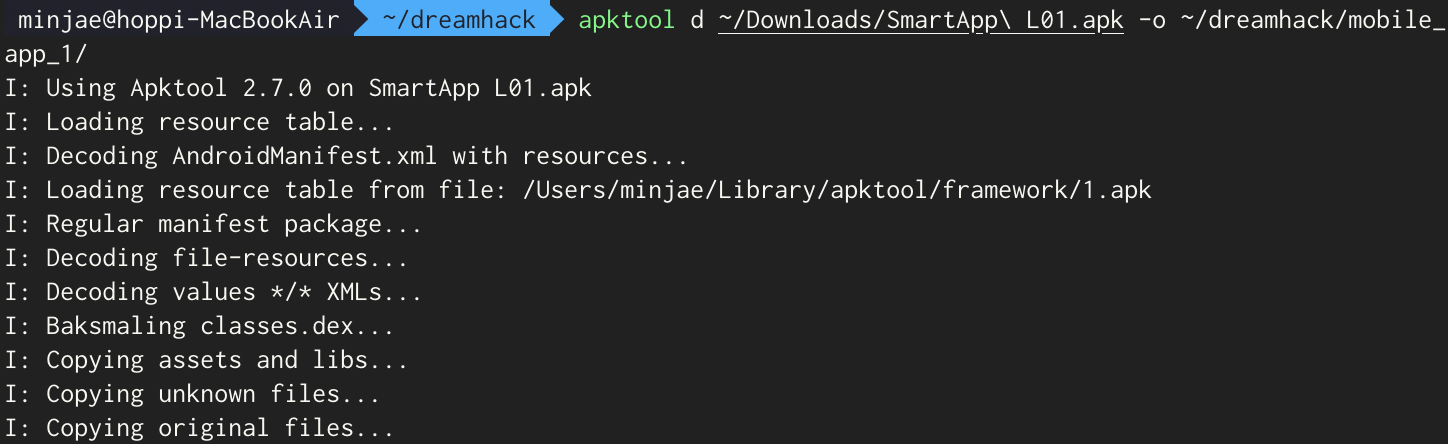 minjae@hoppi-MacBookAir ~/dreamhack apktool d ~/Downloads/SmartApp\ L01.apk -o ~/dreamhack/mobile_
app_1/
I: Using Apktool 2.7.0 on SmartApp L01.apk
I: Loading resource table...
I: Decoding AndroidManifest.xml with resources...
I: Loading resource table from file: /Users/minjae/Library/apktool/framework/1.apk
I: Regular manifest package...
I: Decoding file-resources...
I: Decoding values */* XMLs...
I: Baksmaling classes.dex...
I: Copying assets and libs...
I: Copying unknown files...
I: Copying original files...